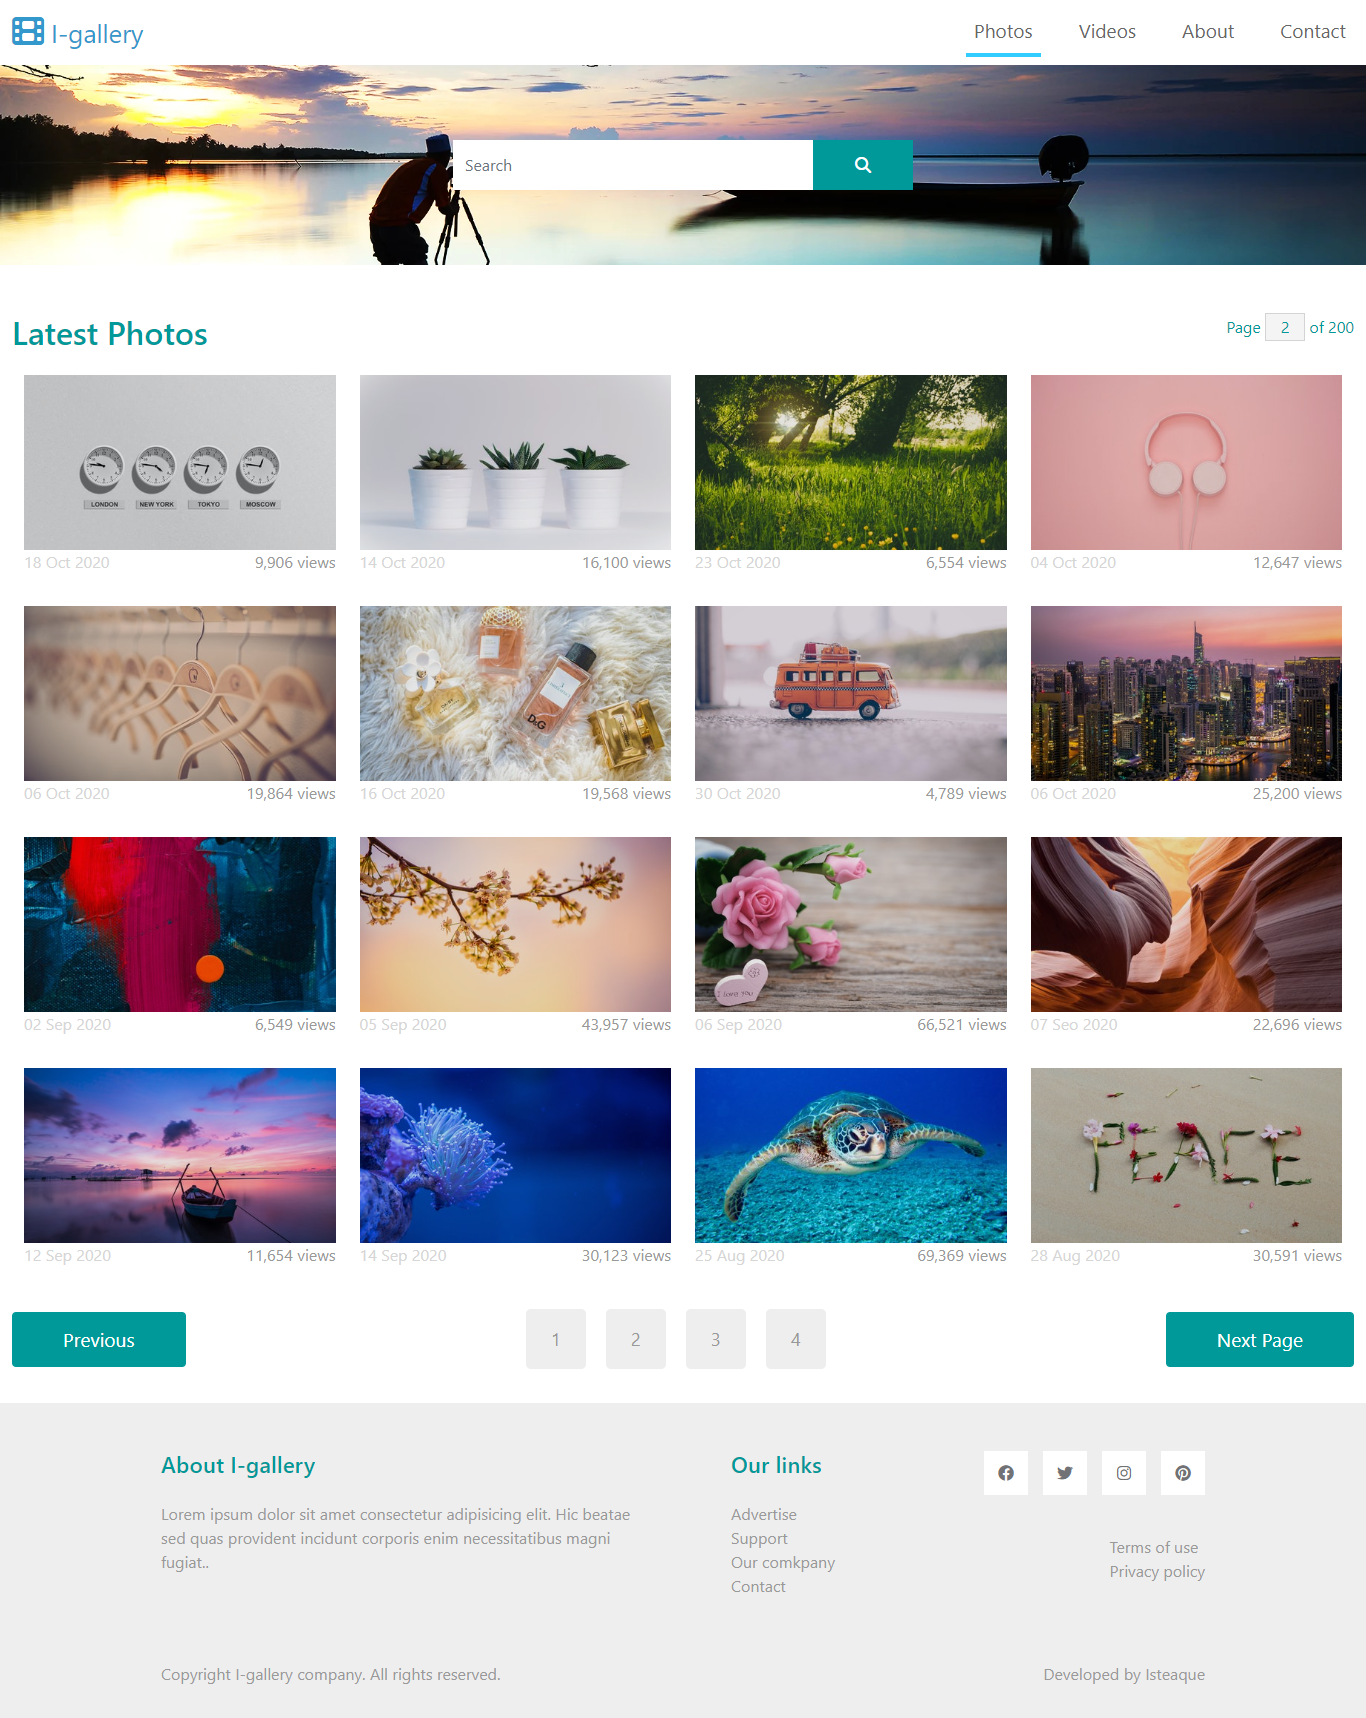 I-gallery
Photos Videos About Contact
Search
Latest Photos
Page 2 of 200
LONDON NEW YORK TOKYO MOSCOW
18 Oct 2020 9,906 views
14 Oct 2020 16,100 views
23 Oct 2020 6,554 views
04 Oct 2020 12,647 views
D&G
06 Oct 2020 19,864 views
16 Oct 2020 19,568 views
30 Oct 2020 4,789 views
06 Oct 2020 25,200 views
I LOVE YOU
02 Sep 2020 6,549 views
05 Sep 2020 43,957 views
06 Sep 2020 66,521 views
07 Seo 2020 22,696 views
PEACE
12 Sep 2020 11,654 views
14 Sep 2020 30,123 views
25 Aug 2020 69,369 views
28 Aug 2020 30,591 views
Previous 1 2 3 4 Next Page
About I-gallery
Lorem ipsum dolor sit amet consectetur adipisicing elit. Hic beatae
sed quas provident incidunt corporis enim necessitatibus magni
fugiat..
Our links
Advertise
Support
Our comkpany
Contact
Terms of use
Privacy policy
Copyright I-gallery company. All rights reserved.
Developed by Isteaque